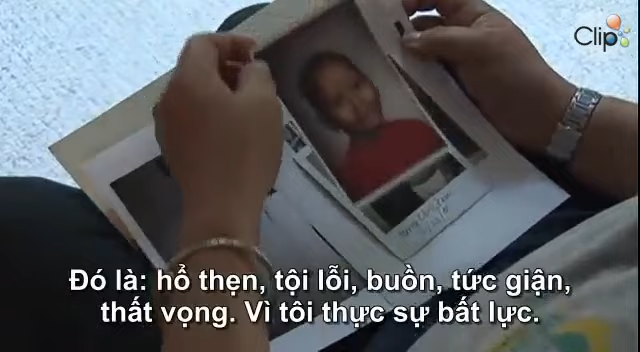 Clip
Đó là: hổ thẹn, tội lỗi, buồn, tức giận,
thất vọng. Vì tôi thực sự bất lực.